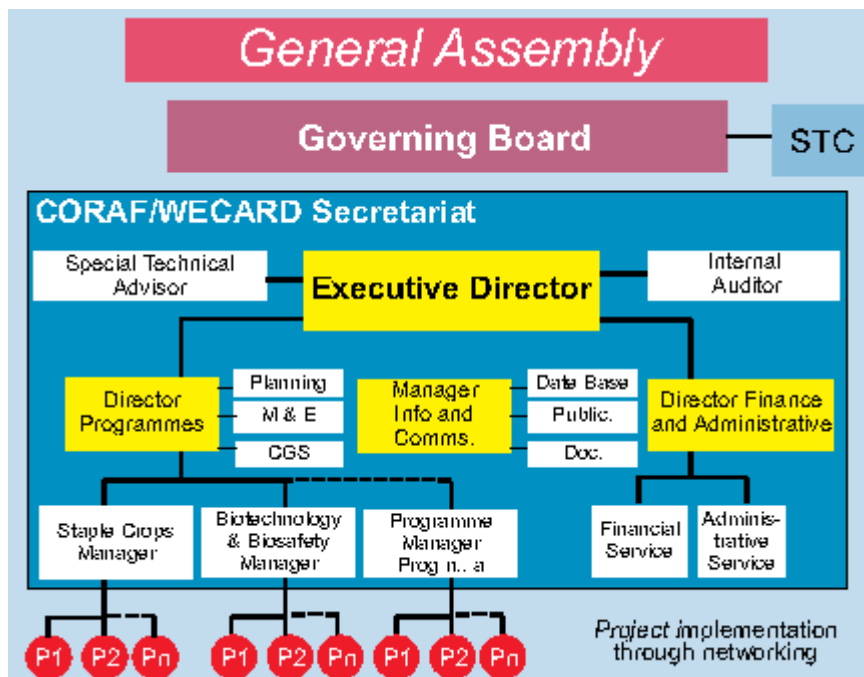 General Assembly
Governing Board
STC
CORAF/WECARD Secretariat
Special Technical
Advisor
Executive Director
Internal
Auditor
Director
Programmes
Planning
M & E
CGS
Manager
Info and
Comms.
Date Base
Public.
Doc.
Director Finance
and Administrative
Staple Crops
Manager
Biotechnology
& Biosafety
Manager
Programme
Manager
Financial
Service
Adminis-
trative
Service
P1
P2
Pn
P1
P2
Pn
P1
P2
Pn
Project implementation
through networking